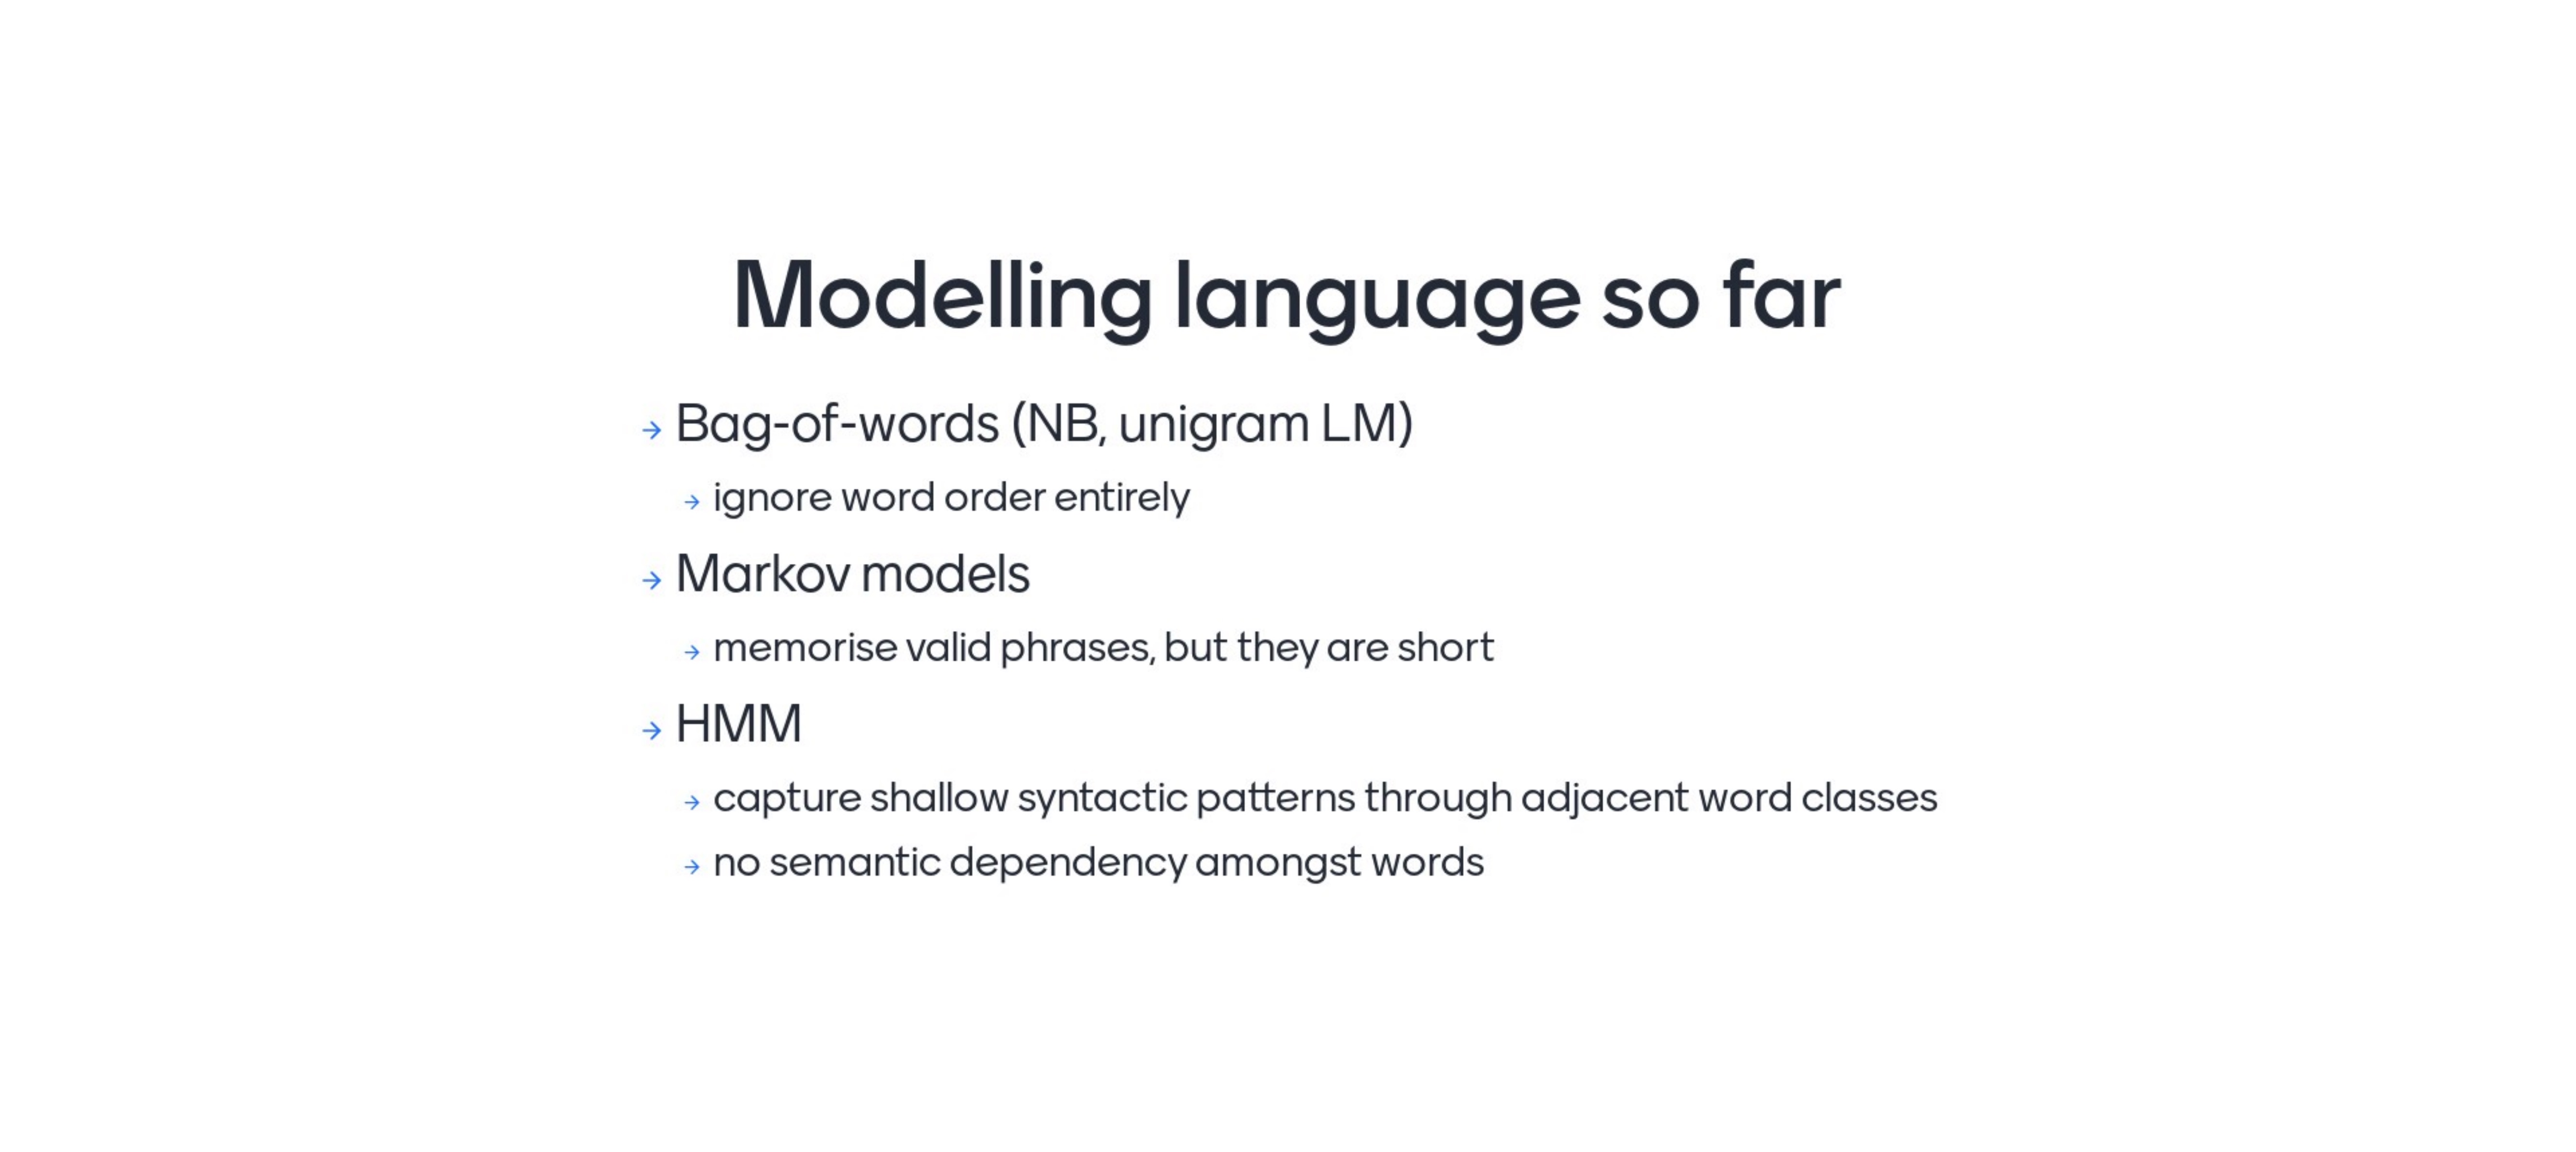 Modelling language so far
→ Bag-of-words (NB, unigram LM)
→ ignore word order entirely
→ Markov models
→ memorise valid phrases, but they are short
→ HMM
→ capture shallow syntactic patterns through adjacent word classes
→ no semantic dependency amongst words